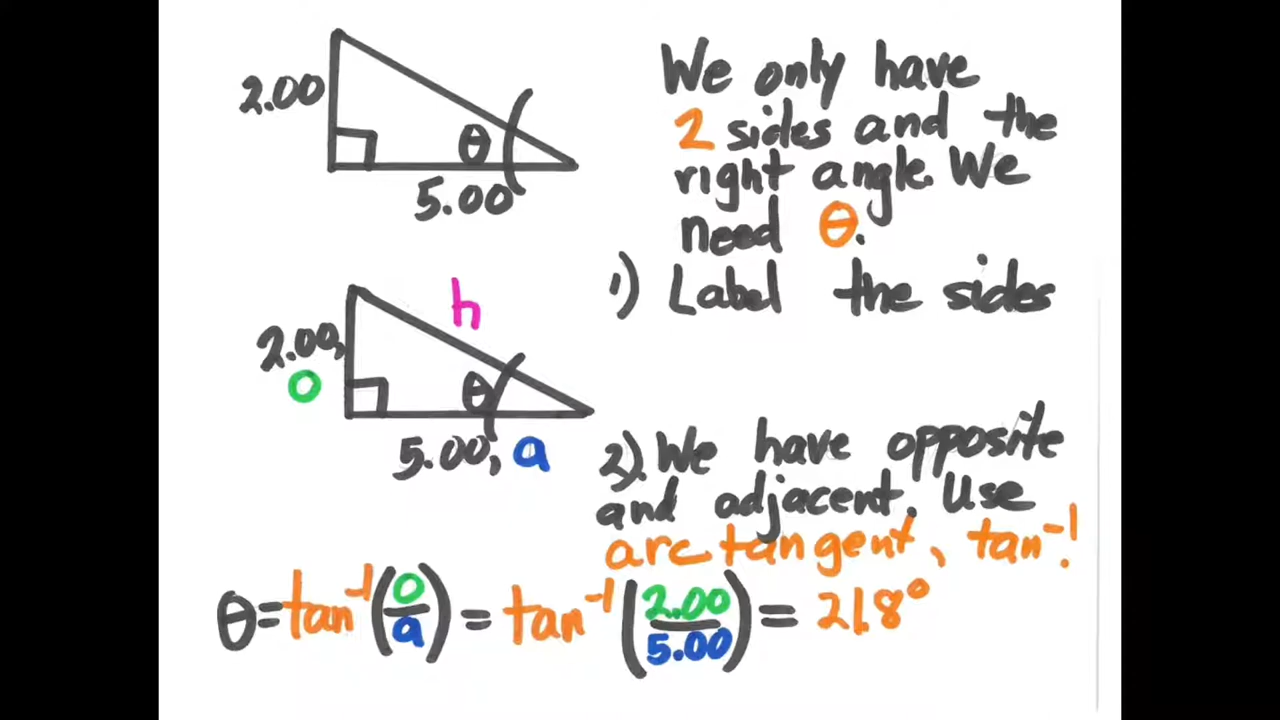 2.00
θ
5.00
We only have
2 sides and the
right angle. We
need θ.
1) Label the sides
h
2.00,
o
θ
5.00, a
2). We have opposite
and adjacent. Use
arctangent, tan⁻¹.
θ = tan⁻¹(o/a) = tan⁻¹(2.00/5.00) = 21.8°